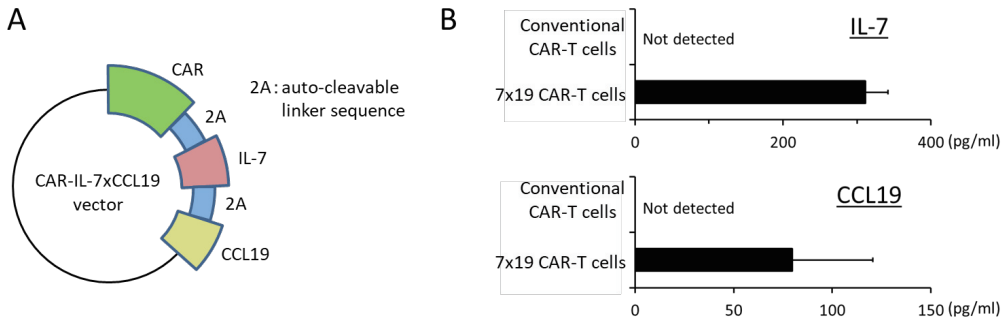 A
CAR
2A
IL-7
2A
CCL19
CAR-IL-7xCCL19
vector
2A : auto-cleavable
linker sequence
B
IL-7
Conventional
CAR-T cells
Not detected
7x19 CAR-T cells
0 200 400 (pg/ml)
CCL19
Conventional
CAR-T cells
Not detected
7x19 CAR-T cells
0 50 100 150 (pg/ml)